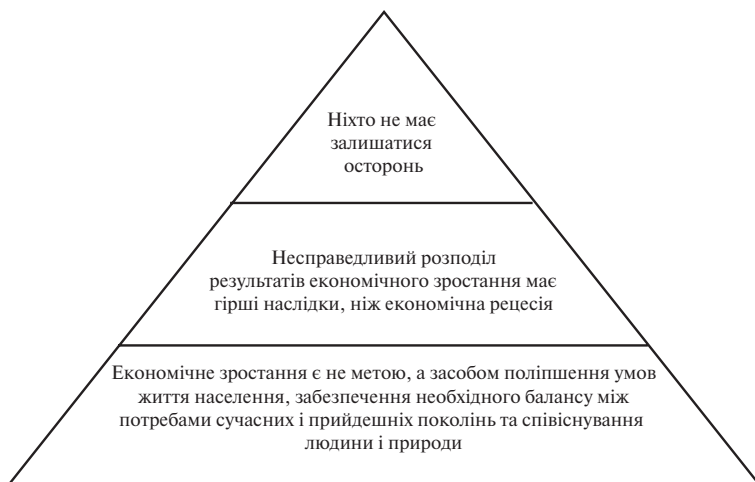 Ніхто не має
залишатися
осторонь
Несправедливий розподіл
результатів економічного зростання має
гірші наслідки, ніж економічна рецесія
Економічне зростання є не метою, а засобом поліпшення умов
життя населення, забезпечення необхідного балансу між
потребами сучасних і прийдешніх поколінь та співіснування
людини і природи